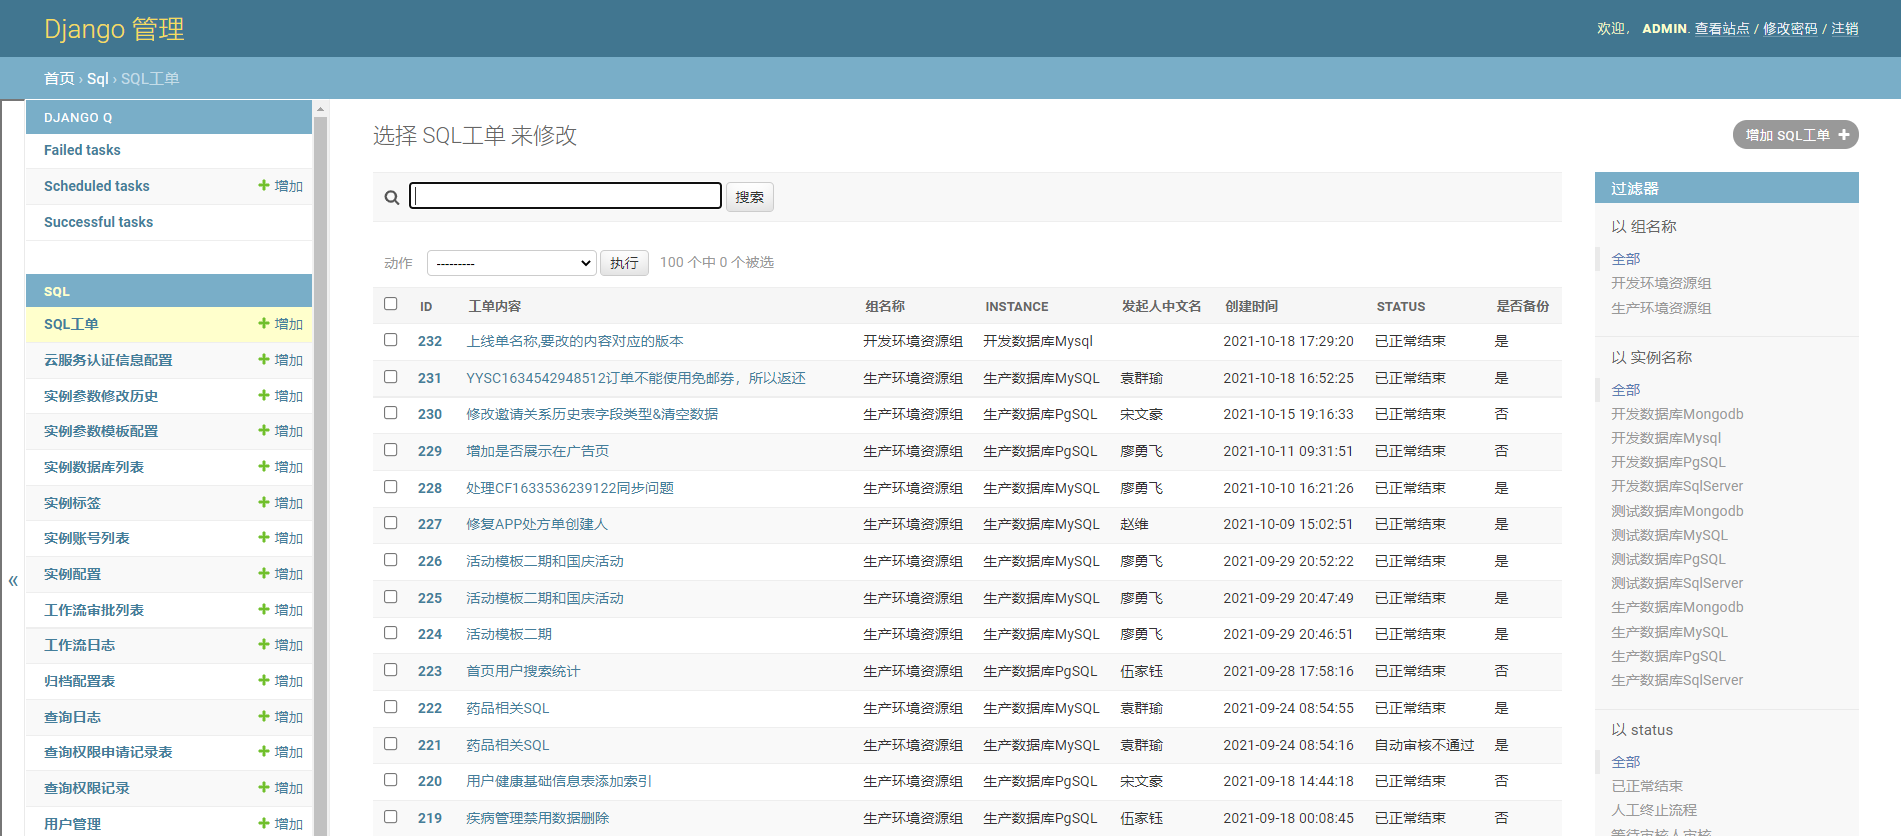 Django 管理
欢迎， ADMIN. 查看站点 / 修改密码 / 注销
首页 › Sql › SQL工单
DJANGO Q
Failed tasks
Scheduled tasks 增加
Successful tasks
SQL
SQL工单 增加
云服务认证信息配置 增加
实例参数修改历史 增加
实例参数模板配置 增加
实例数据库列表 增加
实例标签 增加
实例账号列表 增加
实例配置 增加
工作流审批列表 增加
工作流日志 增加
归档配置表 增加
查询日志 增加
查询权限申请记录表 增加
查询权限记录 增加
用户管理 增加
«
选择 SQL工单 来修改
增加 SQL工单
搜索
动作 --------- 执行 100 个中 0 个被选
ID 工单内容 组名称 INSTANCE 发起人中文名 创建时间 STATUS 是否备份
232 上线单名称,要改的内容对应的版本 开发环境资源组 开发数据库Mysql 2021-10-18 17:29:20 已正常结束 是
231 YYSC1634542948512订单不能使用免邮券，所以返还 生产环境资源组 生产数据库MySQL 袁群瑜 2021-10-18 16:52:25 已正常结束 是
230 修改邀请关系历史表字段类型&清空数据 生产环境资源组 生产数据库PgSQL 宋文豪 2021-10-15 19:16:33 已正常结束 否
229 增加是否展示在广告页 生产环境资源组 生产数据库PgSQL 廖勇飞 2021-10-11 09:31:51 已正常结束 否
228 处理CF1633536239122同步问题 生产环境资源组 生产数据库MySQL 廖勇飞 2021-10-10 16:21:26 已正常结束 是
227 修复APP处方单创建人 生产环境资源组 生产数据库MySQL 赵维 2021-10-09 15:02:51 已正常结束 是
226 活动模板二期和国庆活动 生产环境资源组 生产数据库MySQL 廖勇飞 2021-09-29 20:52:22 已正常结束 是
225 活动模板二期和国庆活动 生产环境资源组 生产数据库MySQL 廖勇飞 2021-09-29 20:47:49 已正常结束 是
224 活动模板二期 生产环境资源组 生产数据库MySQL 廖勇飞 2021-09-29 20:46:51 已正常结束 是
223 首页用户搜索统计 生产环境资源组 生产数据库PgSQL 伍家钰 2021-09-28 17:58:16 已正常结束 否
222 药品相关SQL 生产环境资源组 生产数据库MySQL 袁群瑜 2021-09-24 08:54:55 已正常结束 是
221 药品相关SQL 生产环境资源组 生产数据库MySQL 袁群瑜 2021-09-24 08:54:16 自动审核不通过 是
220 用户健康基础信息表添加索引 生产环境资源组 生产数据库PgSQL 宋文豪 2021-09-18 14:44:18 已正常结束 否
219 疾病管理禁用数据删除 生产环境资源组 生产数据库PgSQL 伍家钰 2021-09-18 00:08:45 已正常结束 否
过滤器
以 组名称
全部
开发环境资源组
生产环境资源组
以 实例名称
全部
开发数据库Mongodb
开发数据库Mysql
开发数据库PgSQL
开发数据库SqlServer
测试数据库Mongodb
测试数据库MySQL
测试数据库PgSQL
测试数据库SqlServer
生产数据库Mongodb
生产数据库MySQL
生产数据库PgSQL
生产数据库SqlServer
以 status
全部
已正常结束
人工终止流程
等待审核人审核